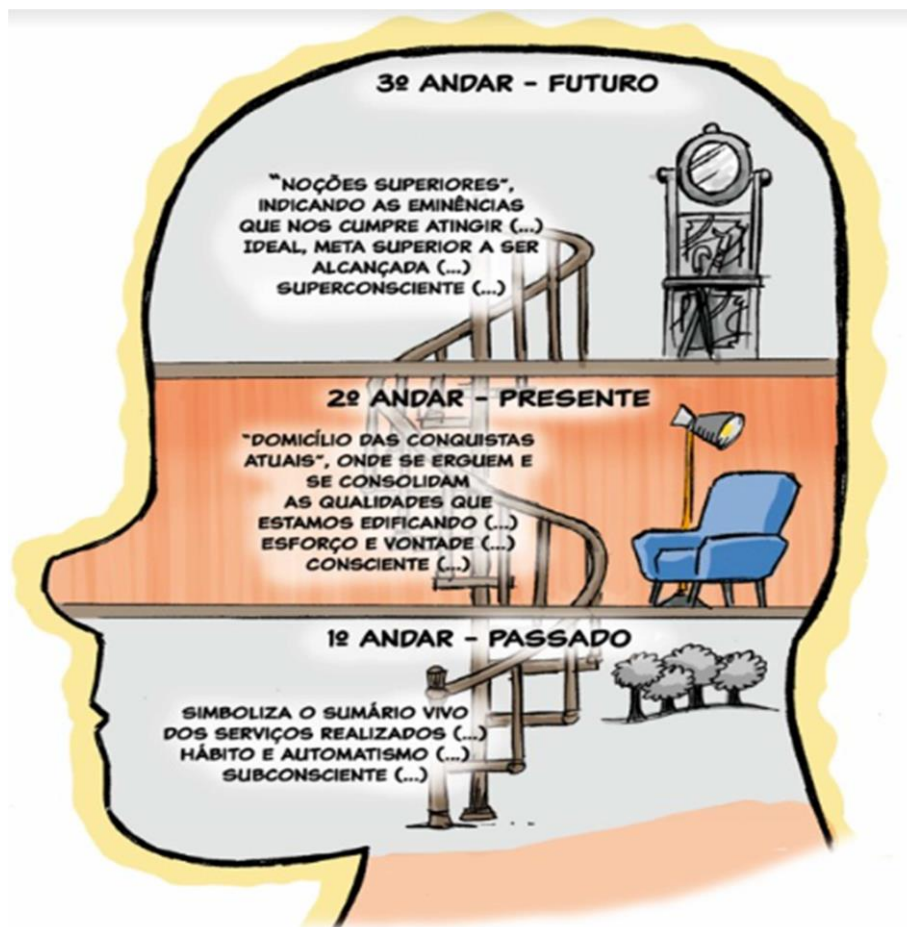 3º ANDAR - FUTURO
"NOÇÕES SUPERIORES",
INDICANDO AS EMINÊNCIAS
QUE NOS CUMPRE ATINGIR (...)
IDEAL, META SUPERIOR A SER
ALCANÇADA (...)
SUPERCONSCIENTE (...)
2º ANDAR - PRESENTE
"DOMICÍLIO DAS CONQUISTAS
ATUAIS", ONDE SE ERGUEM E
SE CONSOLIDAM
AS QUALIDADES QUE
ESTAMOS EDIFICANDO (...)
ESFORÇO E VONTADE (...)
CONSCIENTE (...)
1º ANDAR - PASSADO
SIMBOLIZA O SUMÁRIO VIVO
DOS SERVIÇOS REALIZADOS (...)
HÁBITO E AUTOMATISMO (...)
SUBCONSCIENTE (...)